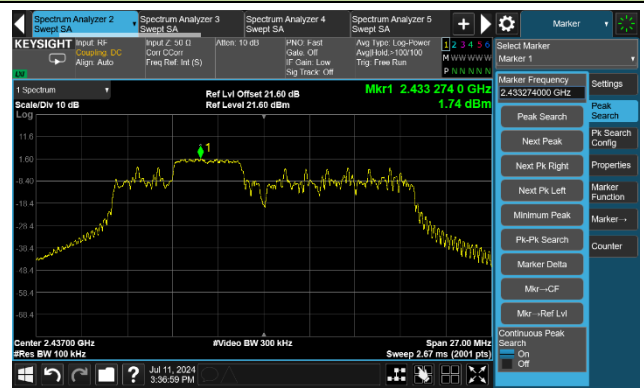 Spectrum Analyzer 2
Swept SA
Spectrum Analyzer 3
Swept SA
Spectrum Analyzer 4
Swept SA
Spectrum Analyzer 5
Swept SA
+
Marker
KEYSIGHT
Input: RF
Coupling: DC
Align: Auto
Input Z: 50 Ω
Corr CCorr
Freq Ref: Int (S)
Atten: 10 dB
PNO: Fast
Gate: Off
IF Gain: Low
Sig Track: Off
Avg Type: Log-Power
Avg|Hold:>100/100
Trig: Free Run
1 2 3 4 5 6
M W W W W W
P N N N N N
LXI
Select Marker
Marker 1
1 Spectrum
Scale/Div 10 dB
Log
Ref Lvl Offset 21.60 dB
Ref Level 21.60 dBm
Mkr1 2.433 274 0 GHz
1.74 dBm
11.6
1.60
-8.40
-18.4
-28.4
-38.4
-48.4
-58.4
-68.4
1
Center 2.43700 GHz
#Res BW 100 kHz
#Video BW 300 kHz
Span 27.00 MHz
Sweep 2.67 ms (2001 pts)
Marker Frequency
2.433274000 GHz
Peak Search
Next Peak
Next Pk Right
Next Pk Left
Minimum Peak
Pk-Pk Search
Marker Delta
Mkr→CF
Mkr→Ref Lvl
Continuous Peak
Search
On
Off
Settings
Peak
Search
Pk Search
Config
Properties
Marker
Function
Marker→
Counter
?
Jul 11, 2024
3:36:59 PM